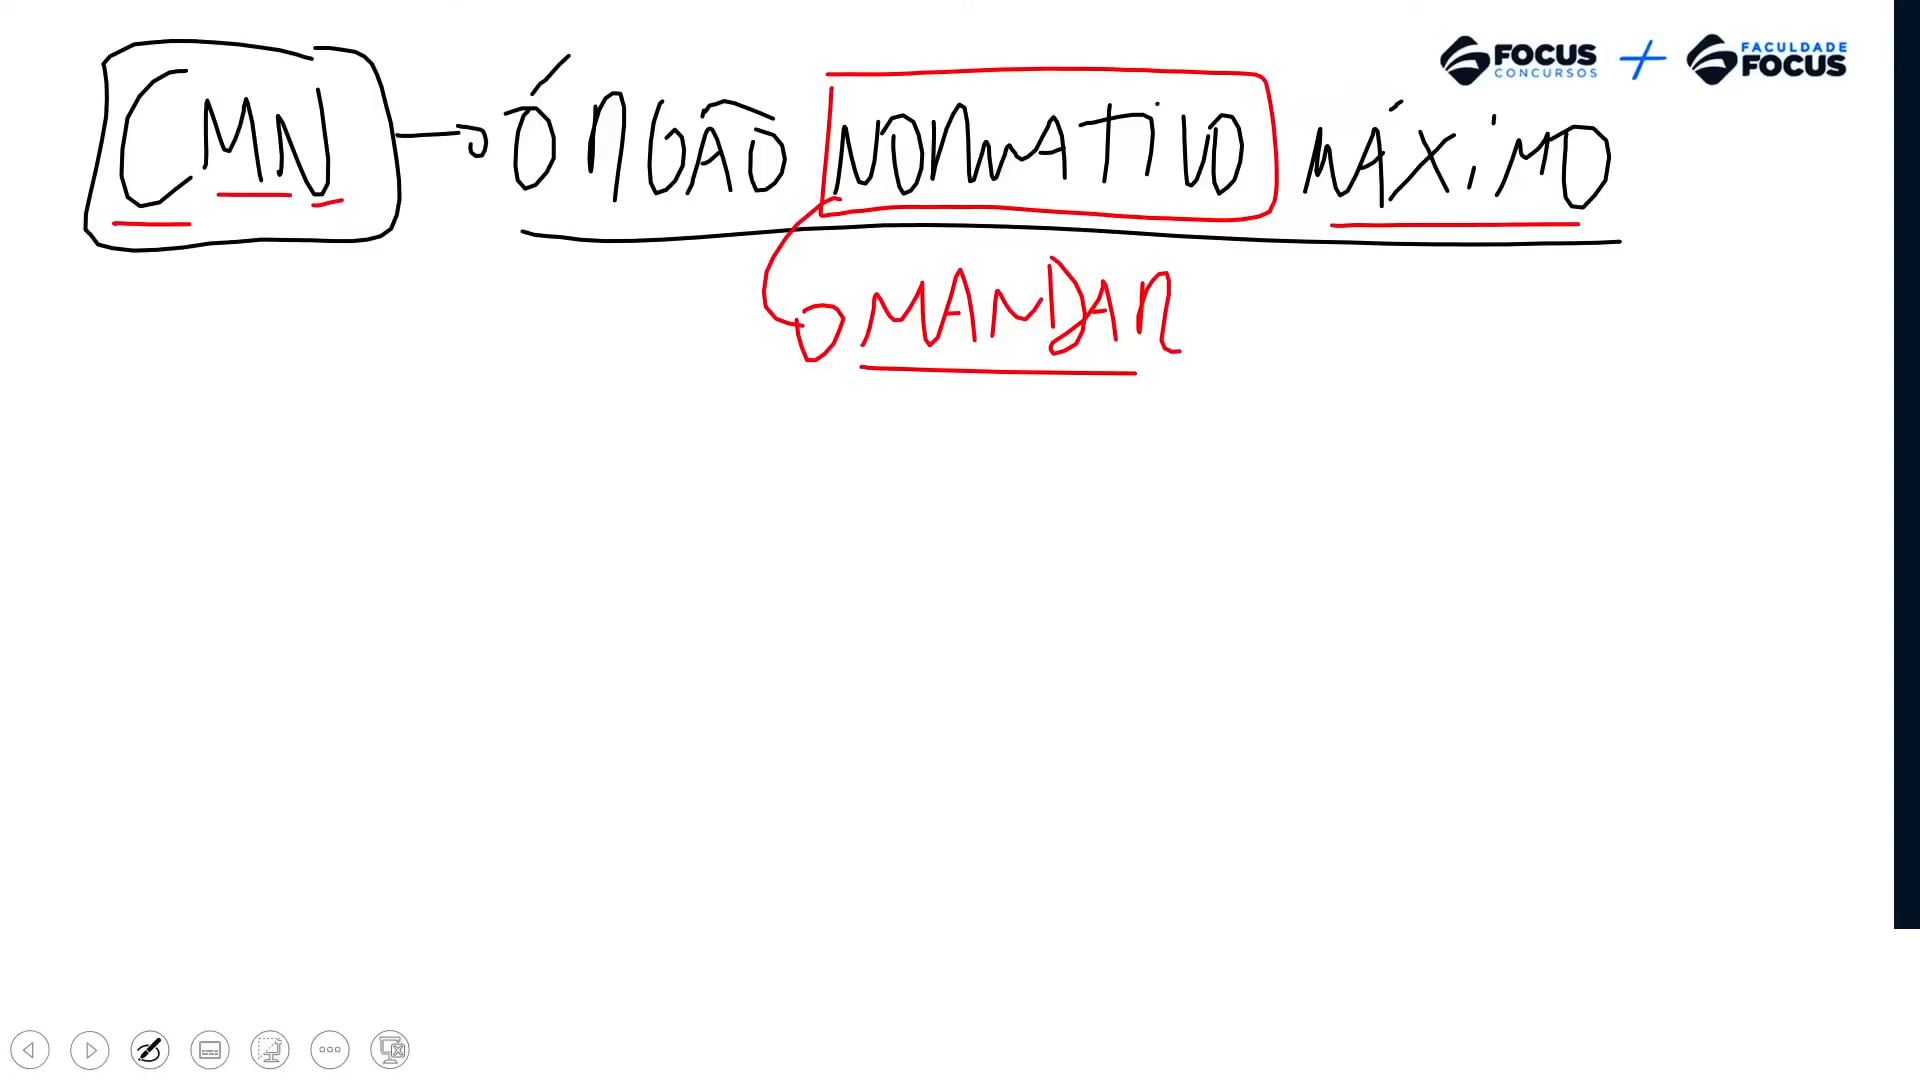 FOCUS CONCURSOS + FACULDADE FOCUS
CMN → ÓRGÃO NORMATIVO MÁXIMO
MANDAR